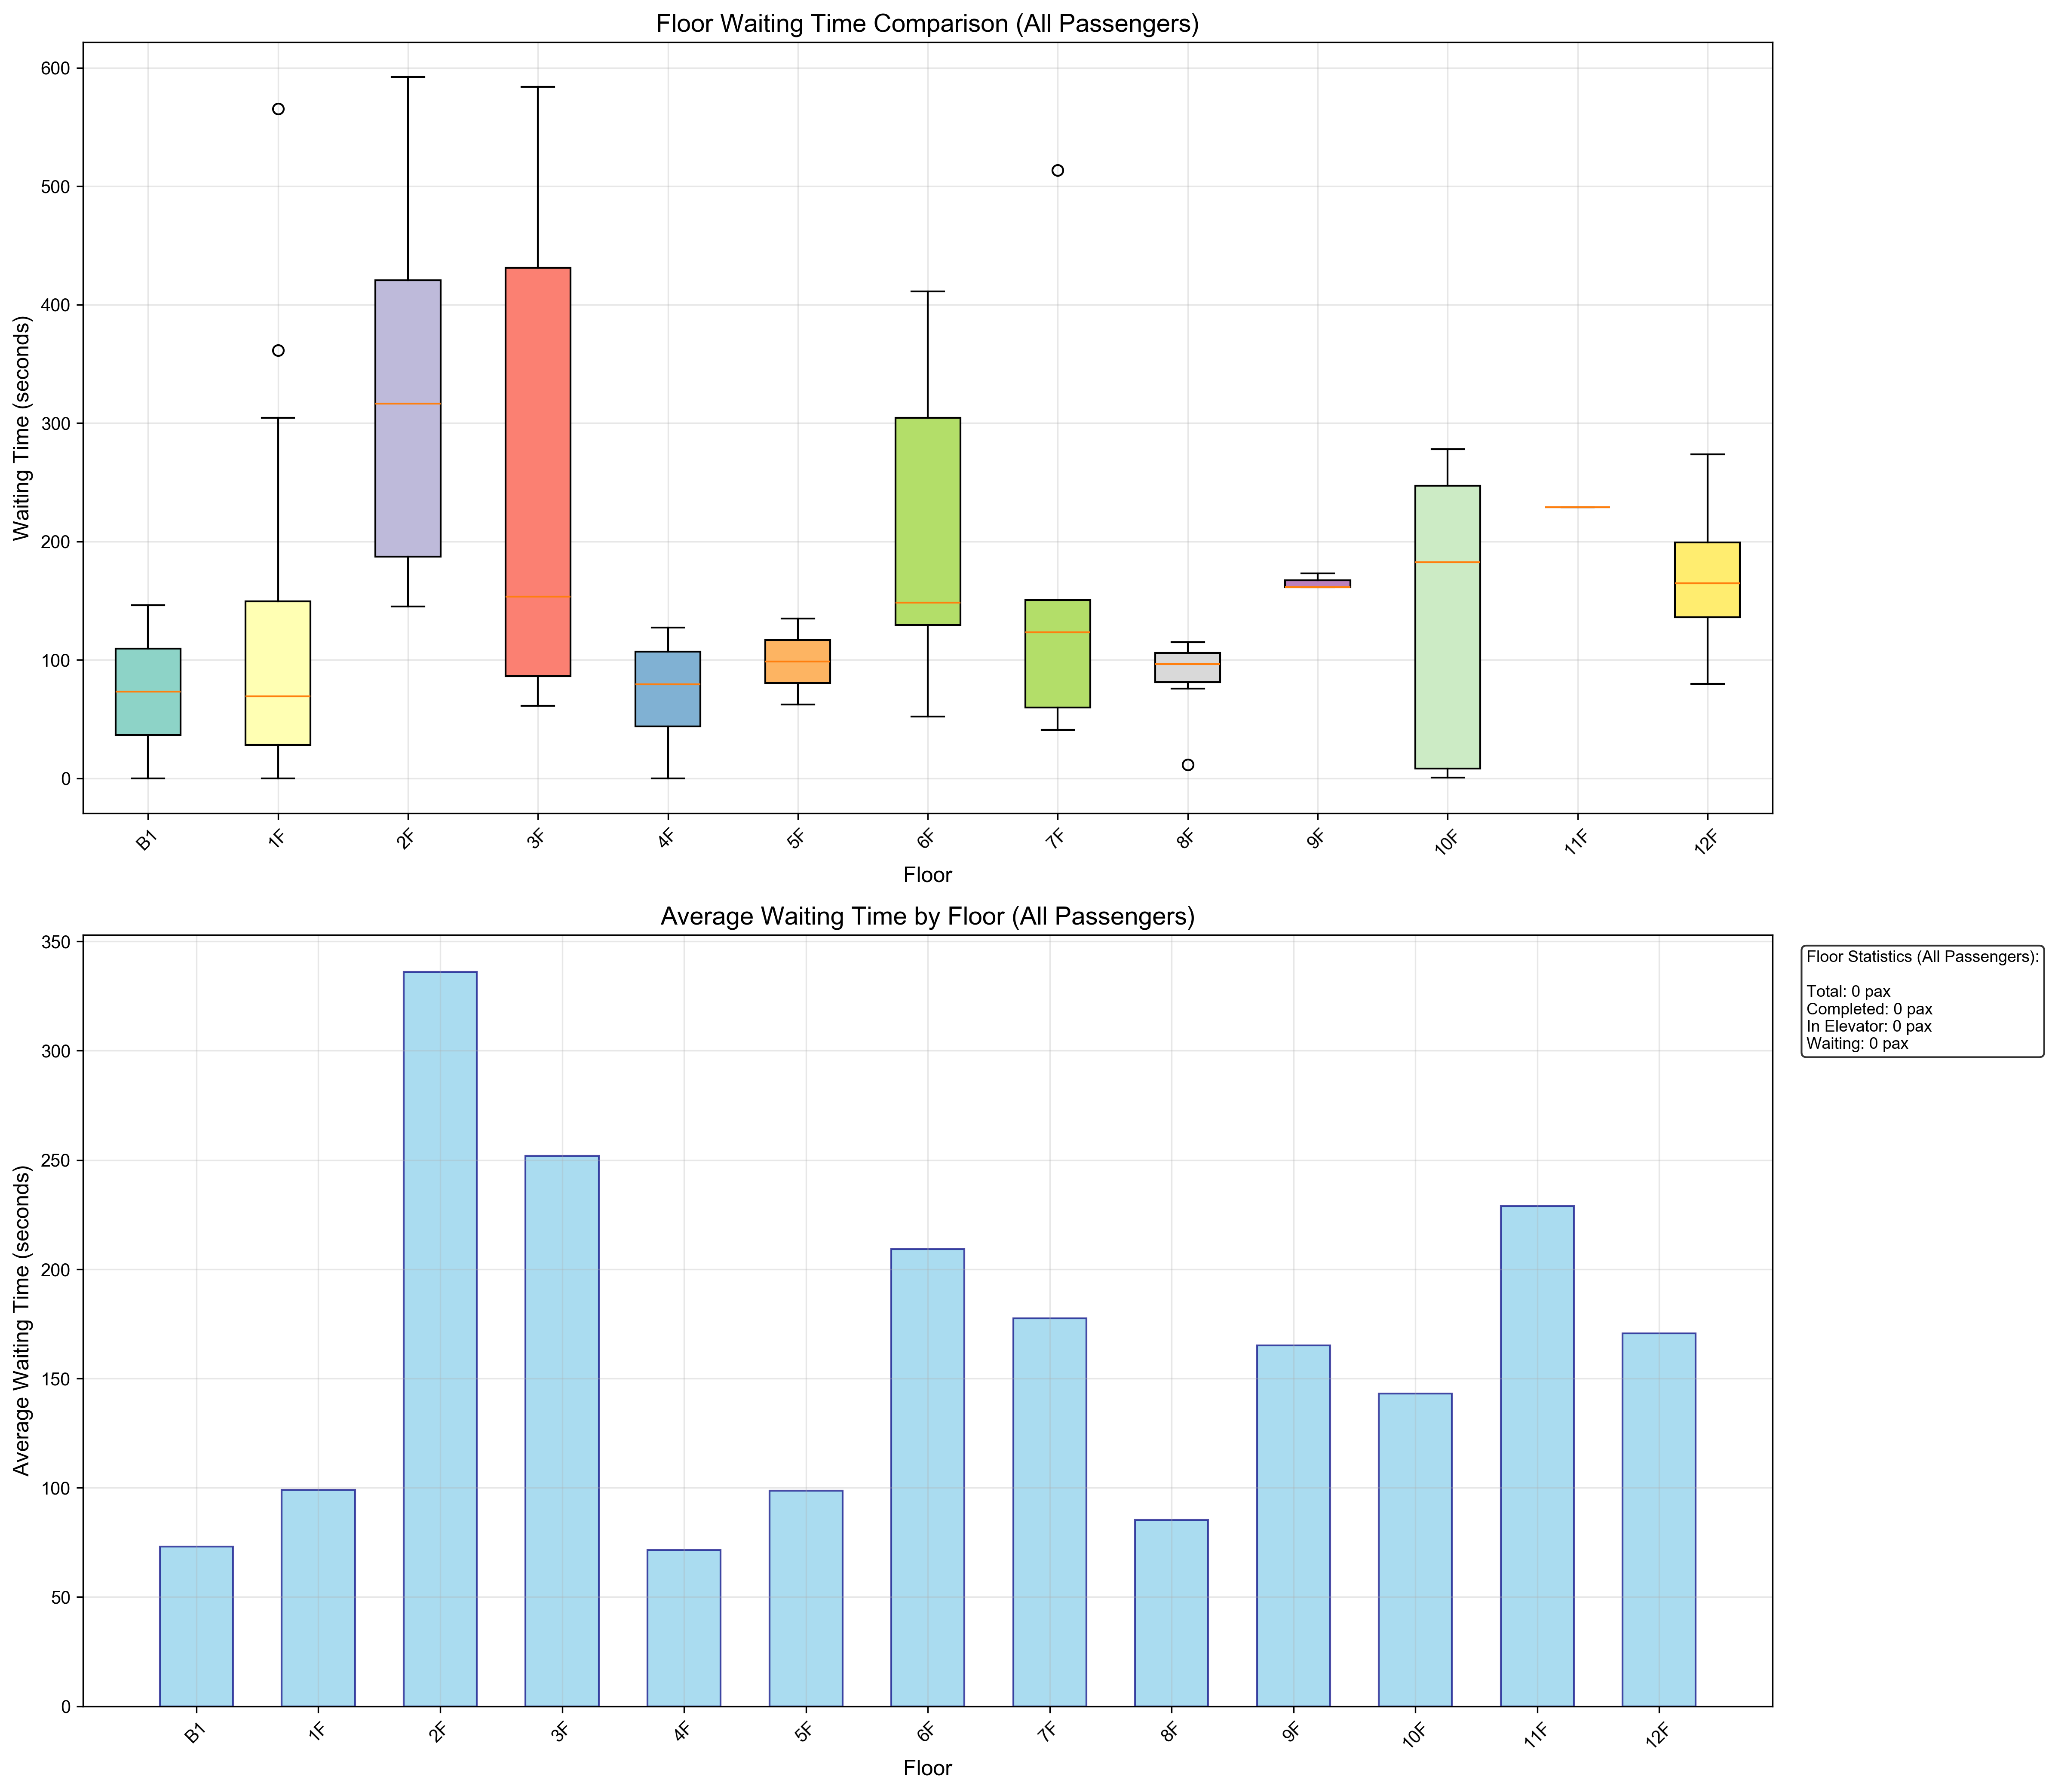 Floor Waiting Time Comparison (All Passengers)
Waiting Time (seconds)
600
500
400
300
200
100
0
B1 1F 2F 3F 4F 5F 6F 7F 8F 9F 10F 11F 12F
Floor
Average Waiting Time by Floor (All Passengers)
Average Waiting Time (seconds)
350
300
250
200
150
100
50
0
B1 1F 2F 3F 4F 5F 6F 7F 8F 9F 10F 11F 12F
Floor
Floor Statistics (All Passengers):
Total: 0 pax
Completed: 0 pax
In Elevator: 0 pax
Waiting: 0 pax